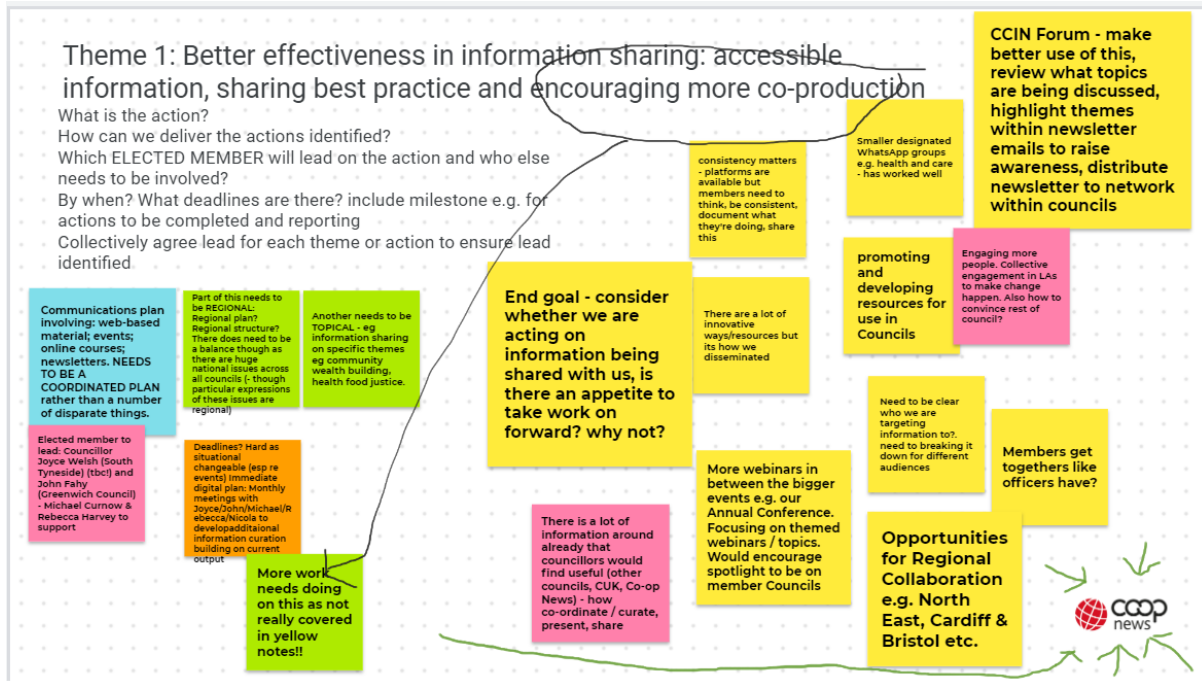 Theme 1: Better effectiveness in information sharing: accessible
information, sharing best practice and encouraging more co-production
What is the action?
How can we deliver the actions identified?
Which ELECTED MEMBER will lead on the action and who else
needs to be involved?
By when? What deadlines are there? include milestone e.g. for
actions to be completed and reporting
Collectively agree lead for each theme or action to ensure lead
identified
Communications plan
involving: web-based
material; events;
online courses;
newsletters. NEEDS
TO BE A
COORDINATED PLAN
rather than a number
of disparate things.
Part of this needs to
be REGIONAL:
Regional plan?
Regional structure?
There does need to be
a balance though as
there are huge
national issues across
all councils (- though
particular expressions
of these issues are
regional)
Another needs to be
TOPICAL - eg
information sharing
on specific themes
eg community
wealth building,
health food justice.
Elected member to
lead: Councillor
Joyce Welsh (South
Tyneside) (tbc!) and
John Fahy
(Greenwich Council)
- Michael Curnow &
Rebecca Harvey to
support
Deadlines? Hard as
situational
changeable (esp re
events) Immediate
digital plan: Monthly
meetings with
Joyce/John/Michael/R
ebecca/Nicola to
developadditaional
information curation
building on current
output
More work
needs doing
on this as not
really covered
in yellow
notes!!
End goal - consider
whether we are
acting on
information being
shared with us, is
there an appetite to
take work on
forward? why not?
There is a lot of
information around
already that
councillors would
find useful (other
councils, CUK, Co-op
News) - how
co-ordinate / curate,
present, share
consistency matters
- platforms are
available but
members need to
think, be consistent,
document what
they're doing, share
this
There are a lot of
innovative
ways/resources but
its how we
disseminated
More webinars in
between the bigger
events e.g. our
Annual Conference.
Focusing on themed
webinars / topics.
Would encourage
spotlight to be on
member Councils
Smaller designated
WhatsApp groups
e.g. health and care
- has worked well
promoting
and
developing
resources for
use in
Councils
CCIN Forum - make
better use of this,
review what topics
are being discussed,
highlight themes
within newsletter
emails to raise
awareness, distribute
newsletter to network
within councils
Engaging more
people. Collective
engagement in LAs
to make change
happen. Also how to
convince rest of
council?
Need to be clear
who we are
targeting
information to?.
need to breaking it
down for different
audiences
Members get
togethers like
officers have?
Opportunities
for Regional
Collaboration
e.g. North
East, Cardiff &
Bristol etc.
coop
news